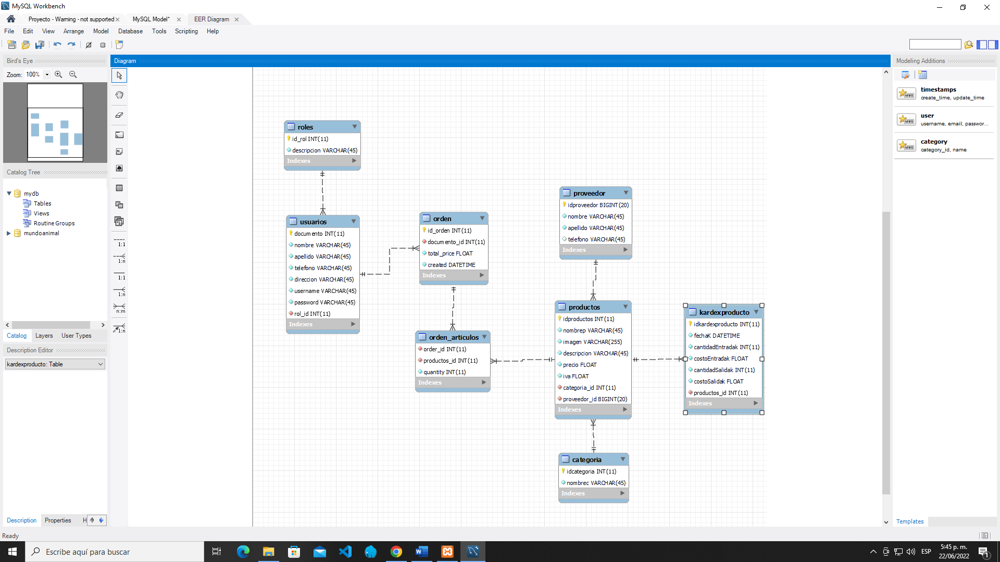 MySQL Workbench
Proyecto - Warning - not supported
MySQL Model*
EER Diagram
File Edit View Arrange Model Database Tools Scripting Help
Bird's Eye
Zoom: 100%
Catalog Tree
mydb
Tables
Views
Routine Groups
mundoanimal
Catalog Layers User Types
Description Editor
kardexproducto: Table
Description Properties H
Ready
Diagram
1:1
1:n
1:1
1:n
n:m
1:n
roles
id_rol INT(11)
descripcion VARCHAR(45)
Indexes
usuarios
documento INT(11)
nombre VARCHAR(45)
apellido VARCHAR(45)
telefono VARCHAR(45)
direccion VARCHAR(45)
username VARCHAR(45)
password VARCHAR(45)
rol_id INT(11)
Indexes
orden
id_orden INT(11)
documento_id INT(11)
total_price FLOAT
created DATETIME
Indexes
orden_articulos
order_id INT(11)
productos_id INT(11)
quantity INT(11)
Indexes
proveedor
idproveedor BIGINT(20)
nombre VARCHAR(45)
apellido VARCHAR(45)
telefono VARCHAR(45)
Indexes
productos
idproductos INT(11)
nombrep VARCHAR(45)
imagen VARCHAR(255)
descripcion VARCHAR(45)
precio FLOAT
iva FLOAT
categoria_id INT(11)
proveedor_id BIGINT(20)
Indexes
categoria
idcategoria INT(11)
nombrec VARCHAR(45)
Indexes
kardexproducto
idkardexproducto INT(11)
fechaK DATETIME
cantidadEntradak INT(11)
costoEntradak FLOAT
cantidadSalidak INT(11)
costoSalidak FLOAT
productos_id INT(11)
Indexes
Modeling Additions
timestamps
create_time, update_time
user
username, email, passwor...
category
category_id, name
MWB
MWB
MWB
Templates
Escribe aquí para buscar
ESP
5:45 p. m.
22/06/2022
1